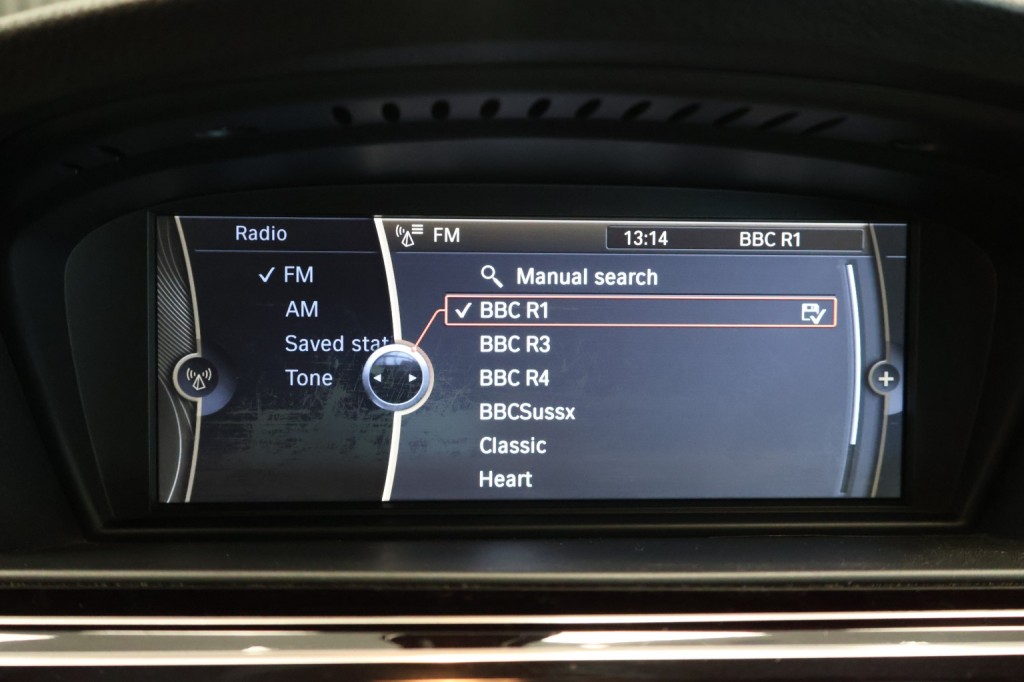 Radio
FM
AM
Saved stat
Tone
FM
13:14 BBC R1
Manual search
BBC R1
BBC R3
BBC R4
BBCSussx
Classic
Heart